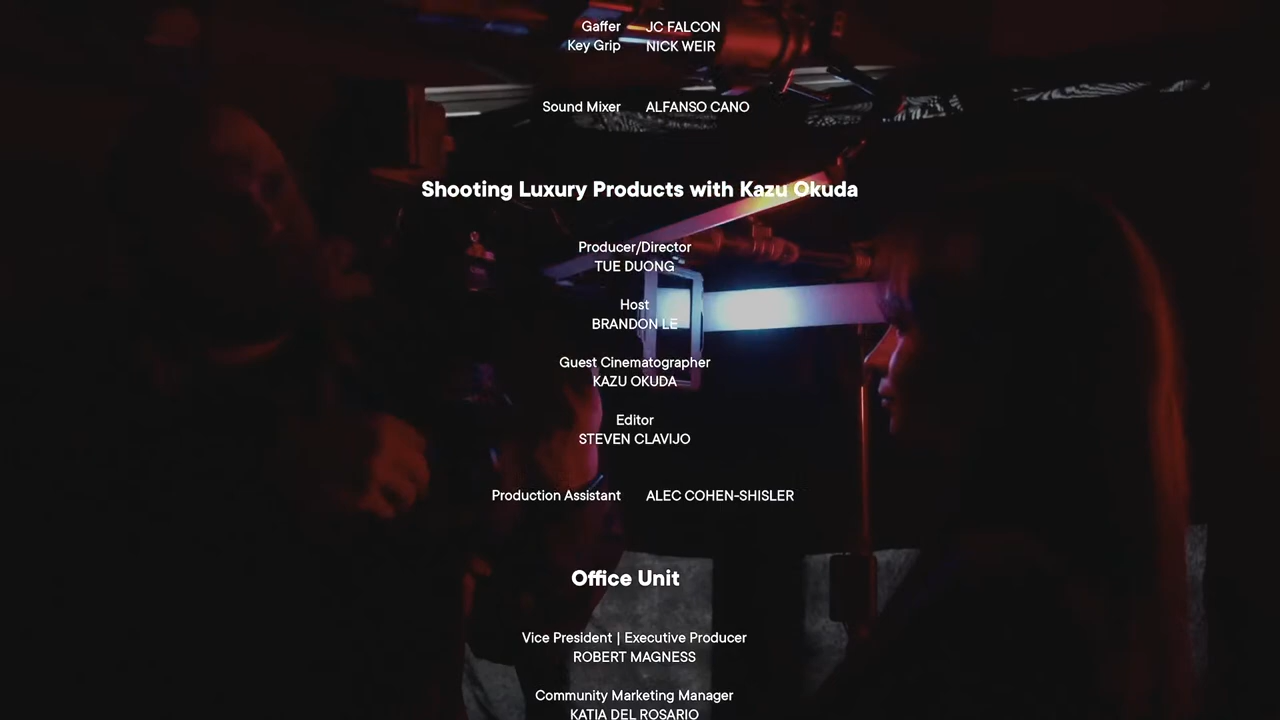 Gaffer JC FALCON
Key Grip NICK WEIR
Sound Mixer ALFANSO CANO
Shooting Luxury Products with Kazu Okuda
Producer/Director
TUE DUONG
Host
BRANDON LE
Guest Cinematographer
KAZU OKUDA
Editor
STEVEN CLAVIJO
Production Assistant ALEC COHEN-SHISLER
Office Unit
Vice President | Executive Producer
ROBERT MAGNESS
Community Marketing Manager
KATIA DEL ROSARIO